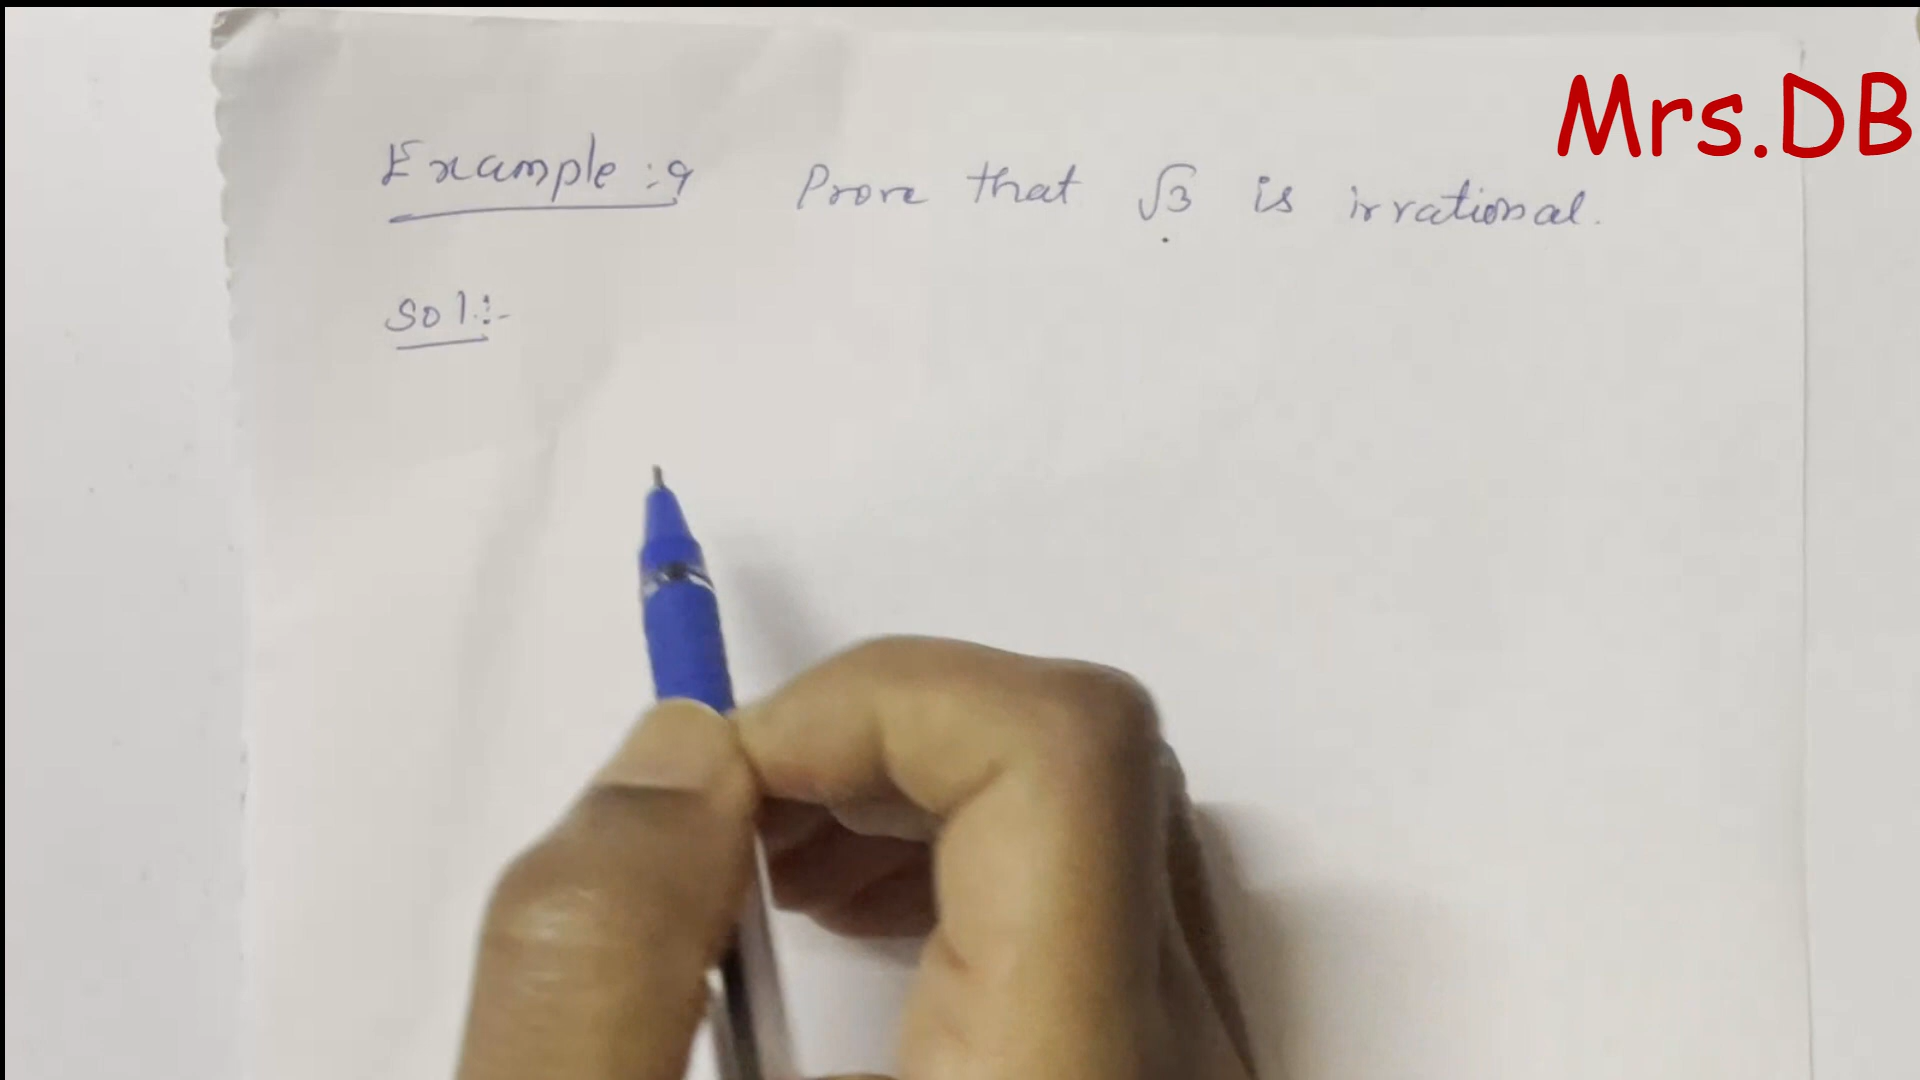 Mrs.DB
Example :9 Prove that √3 is irrational.
Sol.:-